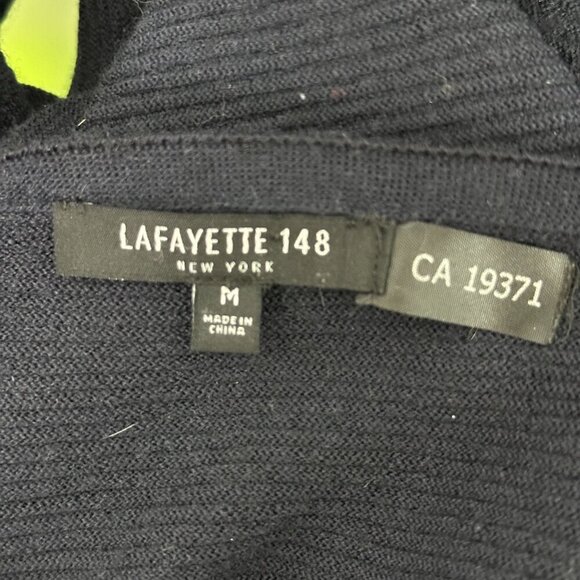 LAFAYETTE 148
NEW YORK
M
MADE IN
CHINA
CA 19371